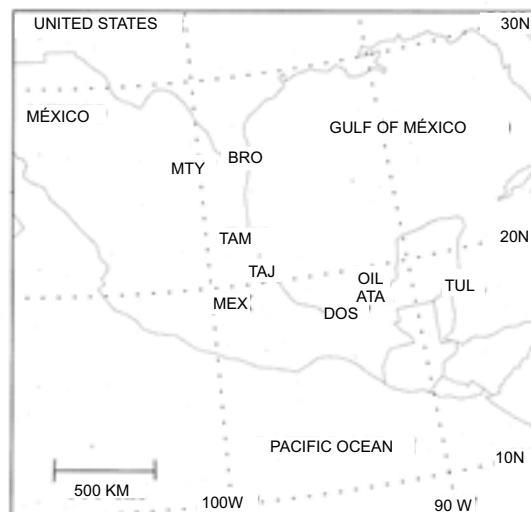 UNITED STATES
30N
MÉXICO
GULF OF MÉXICO
BRO
MTY
TAM
20N
TAJ
OIL
TUL
MEX
ATA
DOS
PACIFIC OCEAN
10N
500 KM
100W
90 W